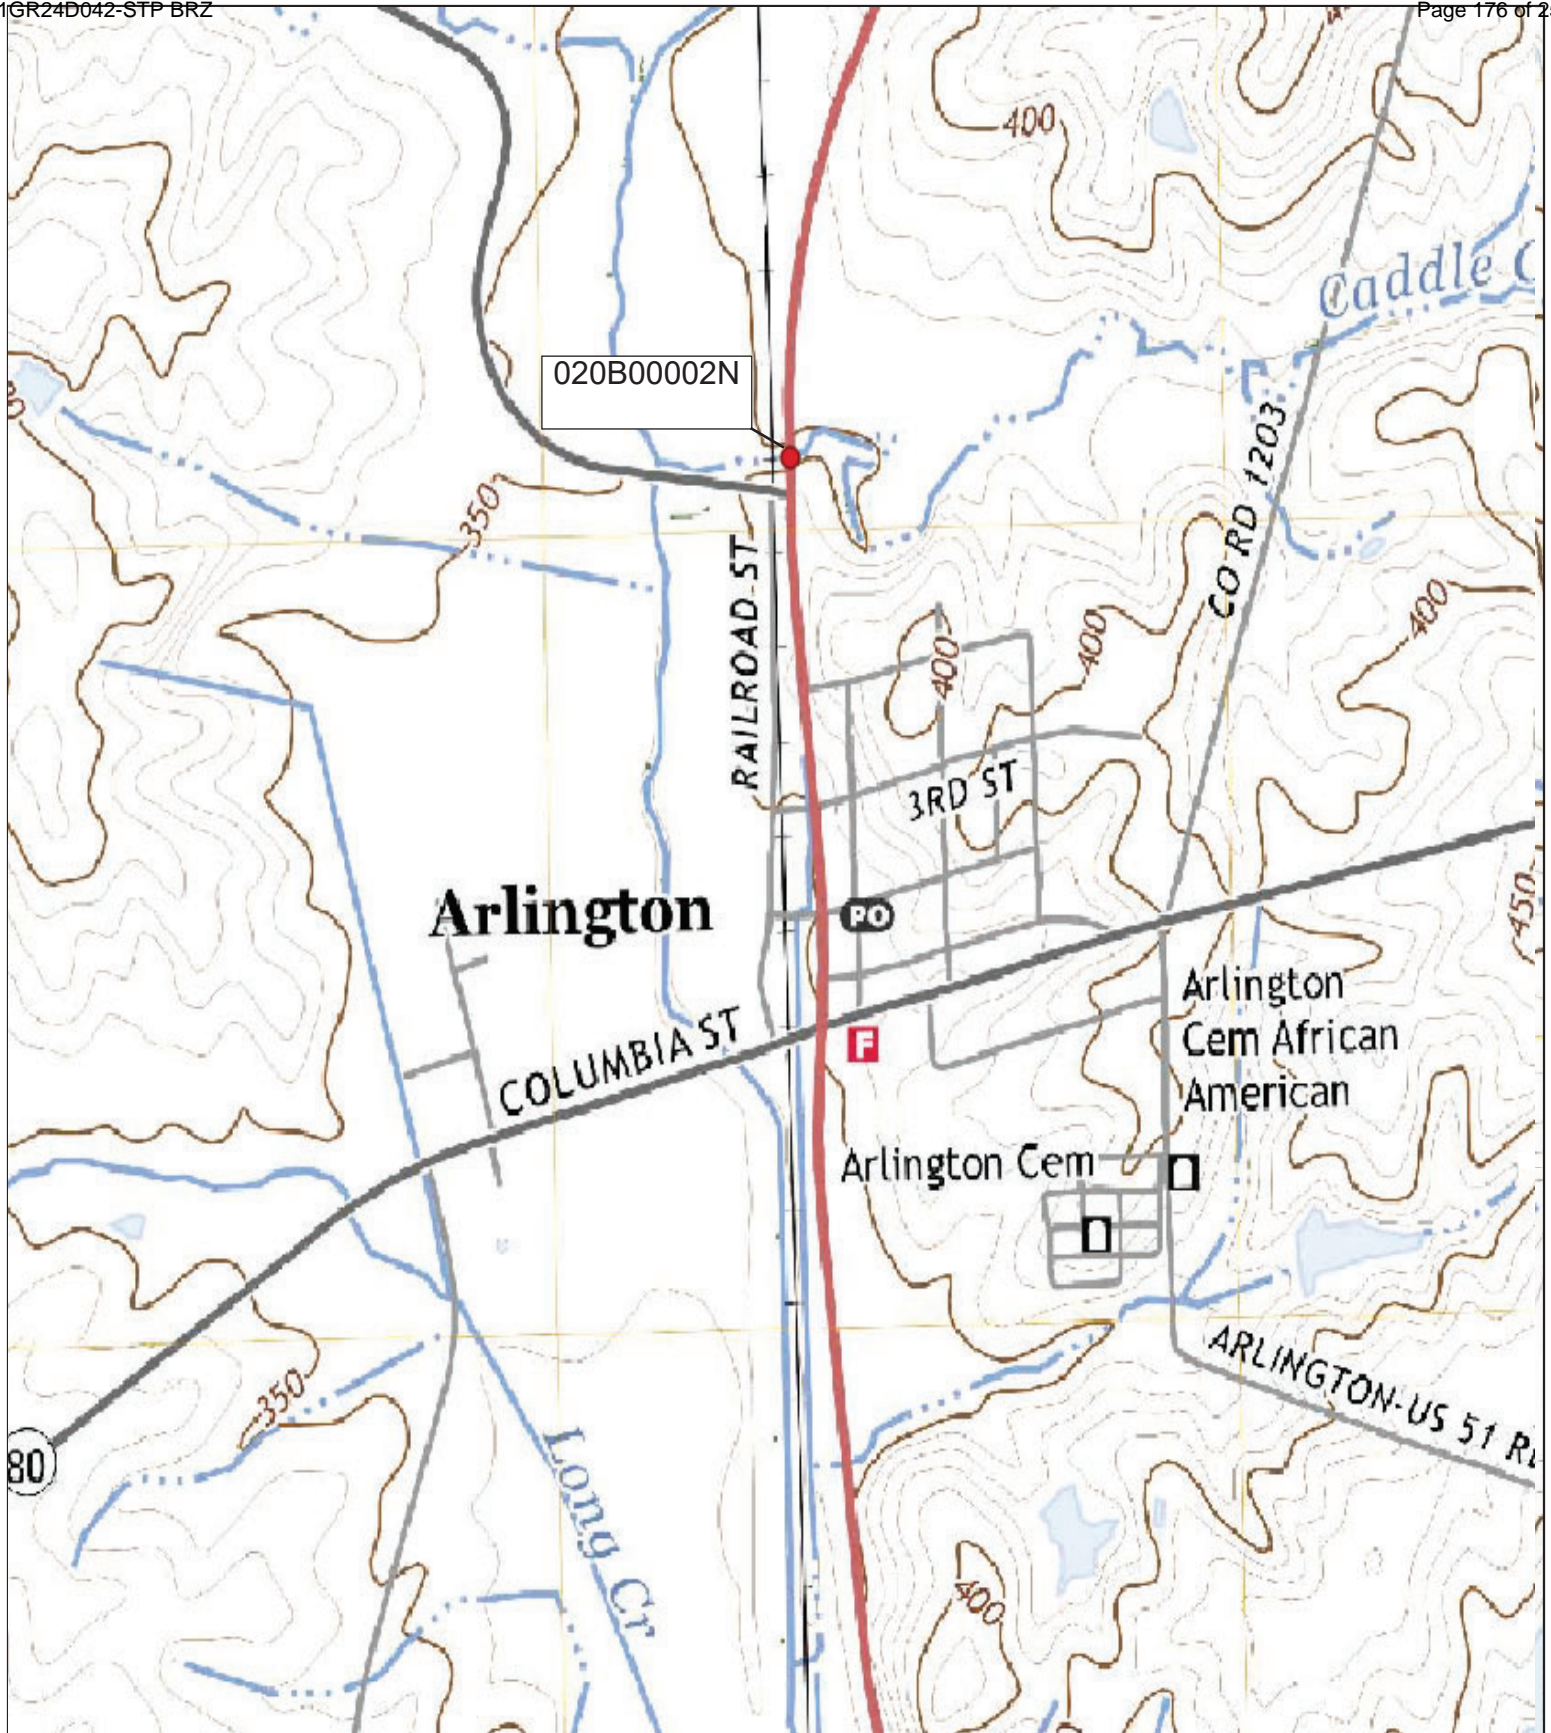 1GR24D042-STP BRZ
Page 176 of 2
400
Caddle C
020B00002N
CO RD 1203
350
RAILROAD ST
400
400
400
3RD ST
Arlington
PO
450
COLUMBIA ST
F
Arlington
Cem African
American
Arlington Cem
ARLINGTON-US 51 R
350
80
Long Cr
400